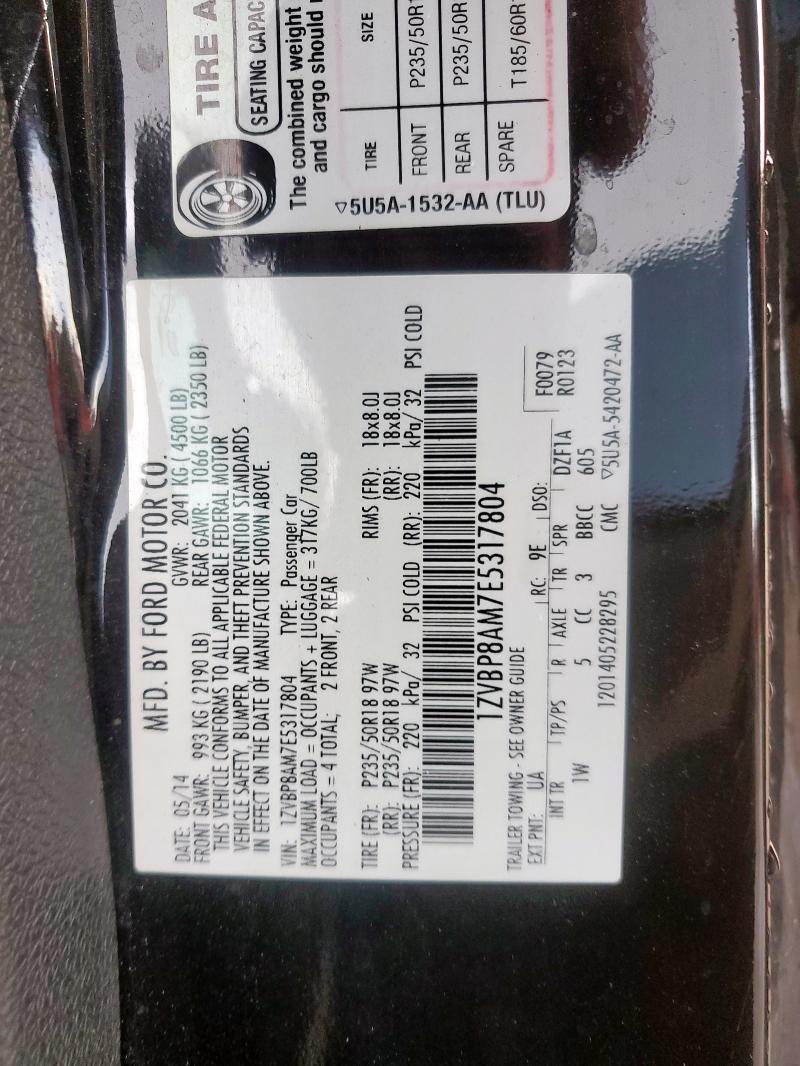 MFD. BY FORD MOTOR CO.
DATE: 05/14 GVWR: 2041 KG ( 4500 LB)
FRONT GAWR: 993 KG ( 2190 LB) REAR GAWR: 1066 KG ( 2350 LB)
THIS VEHICLE CONFORMS TO ALL APPLICABLE FEDERAL MOTOR
VEHICLE SAFETY, BUMPER, AND THEFT PREVENTION STANDARDS
IN EFFECT ON THE DATE OF MANUFACTURE SHOWN ABOVE.
VIN: 1ZVBP8AM7E5317804 TYPE: Passenger Car
MAXIMUM LOAD = OCCUPANTS + LUGGAGE = 317KG/ 700LB
OCCUPANTS = 4 TOTAL; 2 FRONT, 2 REAR
TIRE (FR): P235/50R18 97W RIMS (FR): 18x8.0J
(RR): P235/50R18 97W (RR): 18x8.0J
PRESSURE (FR): 220 kPa/ 32 PSI COLD (RR): 220 kPa/ 32 PSI COLD
1ZVBP8AM7E5317804
TRAILER TOWING - SEE OWNER GUIDE
EXT PNT: UA RC: 9E DSO: F0079
R0123
INT TR TP/PS R AXLE TR SPR DZF1A
1W 5 CC 3 BBCC 605
1201405228295 CMC ▽5U5A-5420472-AA
TIRE A
SEATING CAPAC
The combined weight
and cargo should
TIRE SIZE
FRONT P235/50R1
REAR P235/50R
SPARE T185/60R1
▽5U5A-1532-AA (TLU)